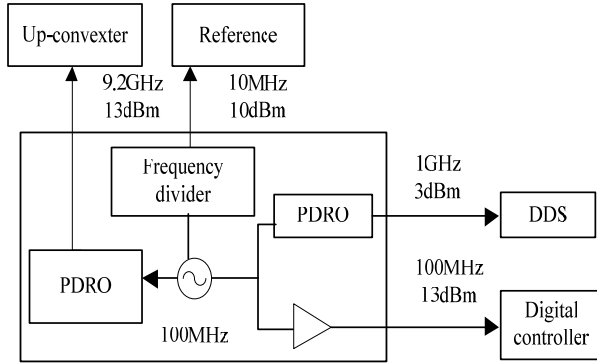 Up-convexter
Reference
9.2GHz
13dBm
10MHz
10dBm
Frequency
divider
1GHz
3dBm
PDRO
DDS
PDRO
100MHz
100MHz
13dBm
Digital
controller